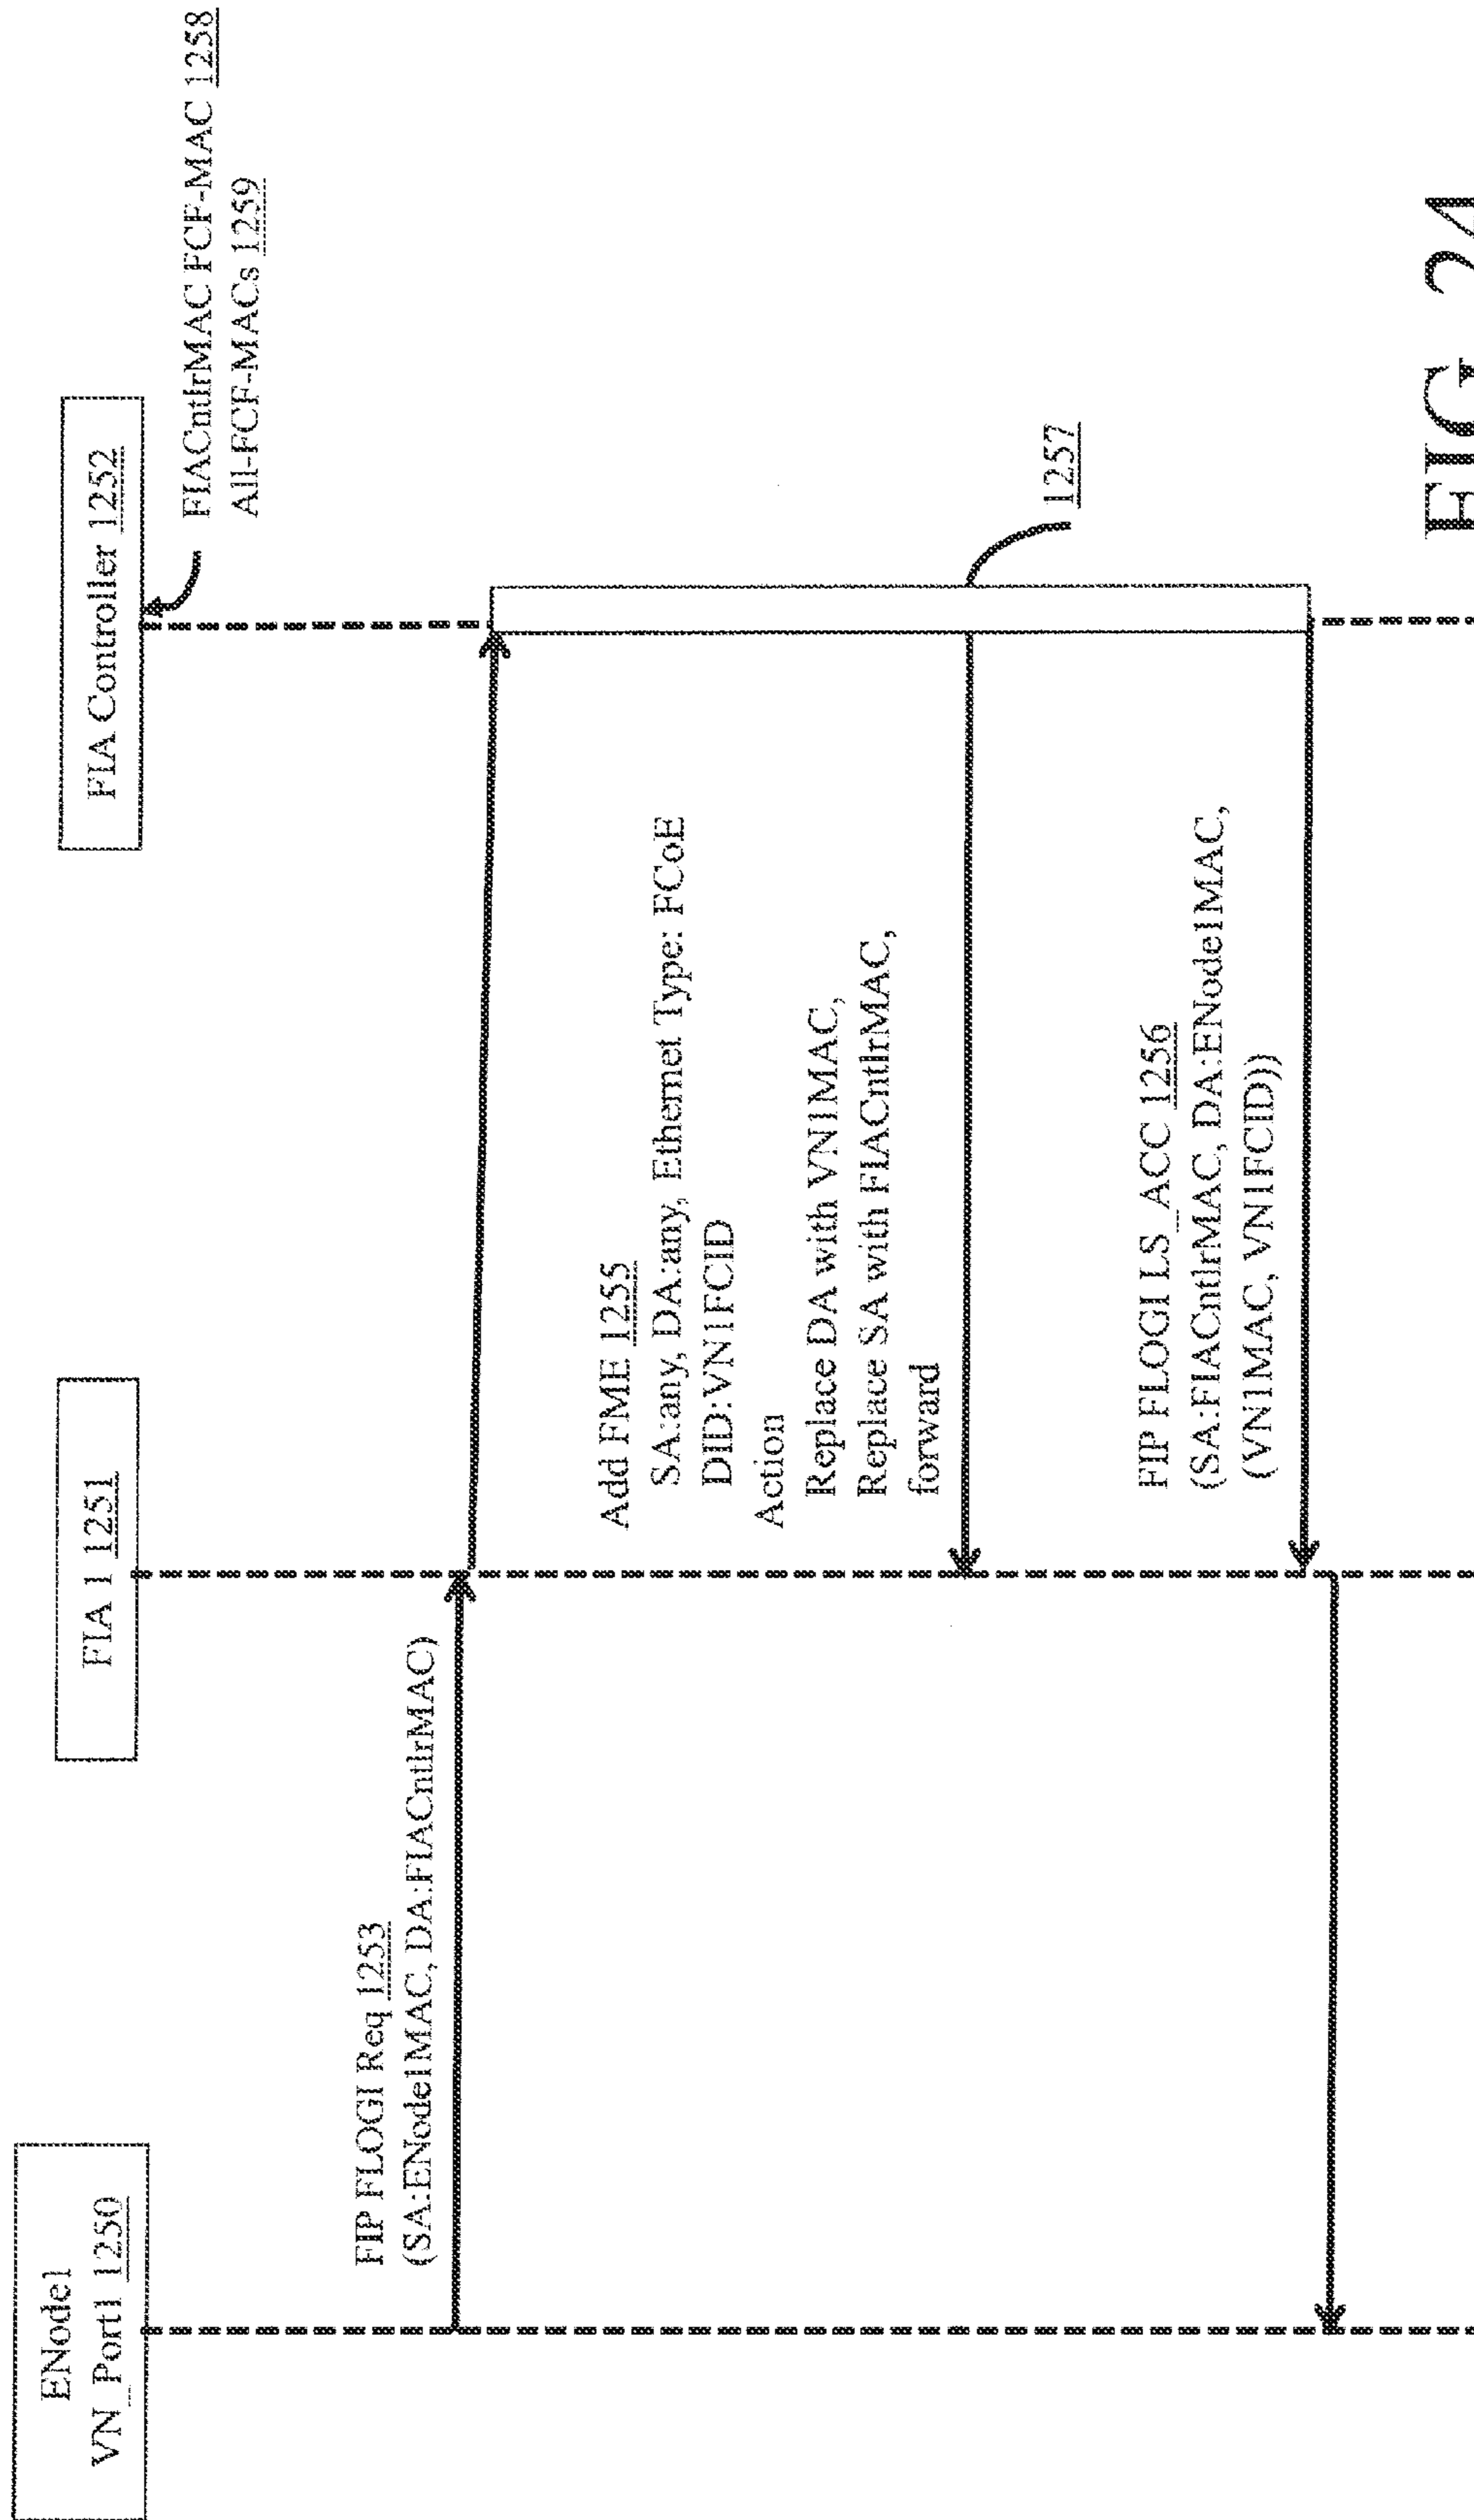 ENode1
VN_Port1 1250
FIA 1 1251
FIA Controller 1252
FIACntlrMAC FCF-MAC 1258
All-FCF-MACs 1259
FIP FLOGI Req 1253
(SA:ENode1MAC, DA:FIACntlrMAC)
Add FME 1255
SA:any, DA:any, Ethernet Type: FCoE
DID:VN1FCID
Action
Replace DA with VN1MAC,
Replace SA with FIACntlrMAC,
forward
1257
FIP FLOGI LS_ACC 1256
(SA:FIACntlrMAC, DA:ENode1MAC,
(VN1MAC, VN1FCID))
FIG. 24